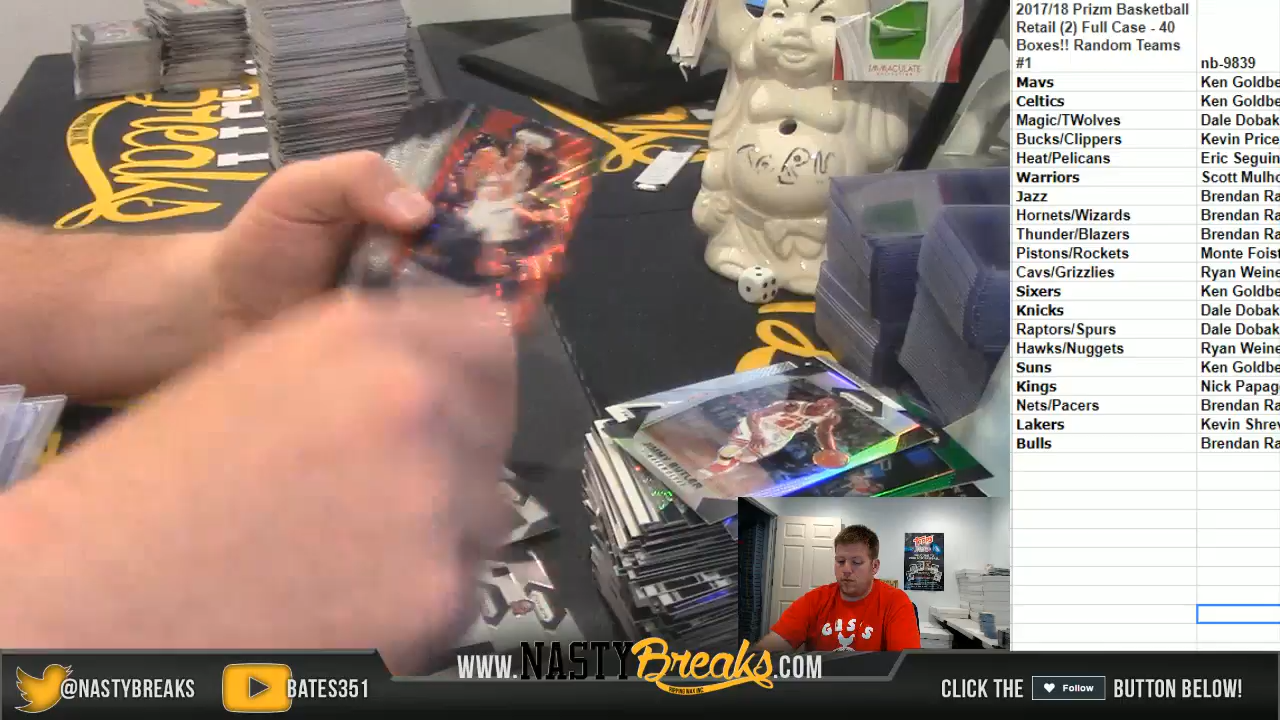 2017/18 Prizm Basketball
Retail (2) Full Case - 40
Boxes!! Random Teams
#1 nb-9839
Mavs Ken Goldbe
Celtics Ken Goldbe
Magic/TWolves Dale Dobak
Bucks/Clippers Kevin Price
Heat/Pelicans Eric Seguin
Warriors Scott Mulho
Jazz Brendan Ra
Hornets/Wizards Brendan Ra
Thunder/Blazers Brendan Ra
Pistons/Rockets Monte Foist
Cavs/Grizzlies Ryan Weine
Sixers Ken Goldbe
Knicks Dale Dobak
Raptors/Spurs Dale Dobak
Hawks/Nuggets Ryan Weine
Suns Ken Goldbe
Kings Nick Papag
Nets/Pacers Brendan Ra
Lakers Kevin Shrev
Bulls Brendan Ra
IMMACULATE
JIMMY BUTLER
@NASTYBREAKS
BATES351
WWW.NASTYBreaks.COM
CLICK THE Follow BUTTON BELOW!